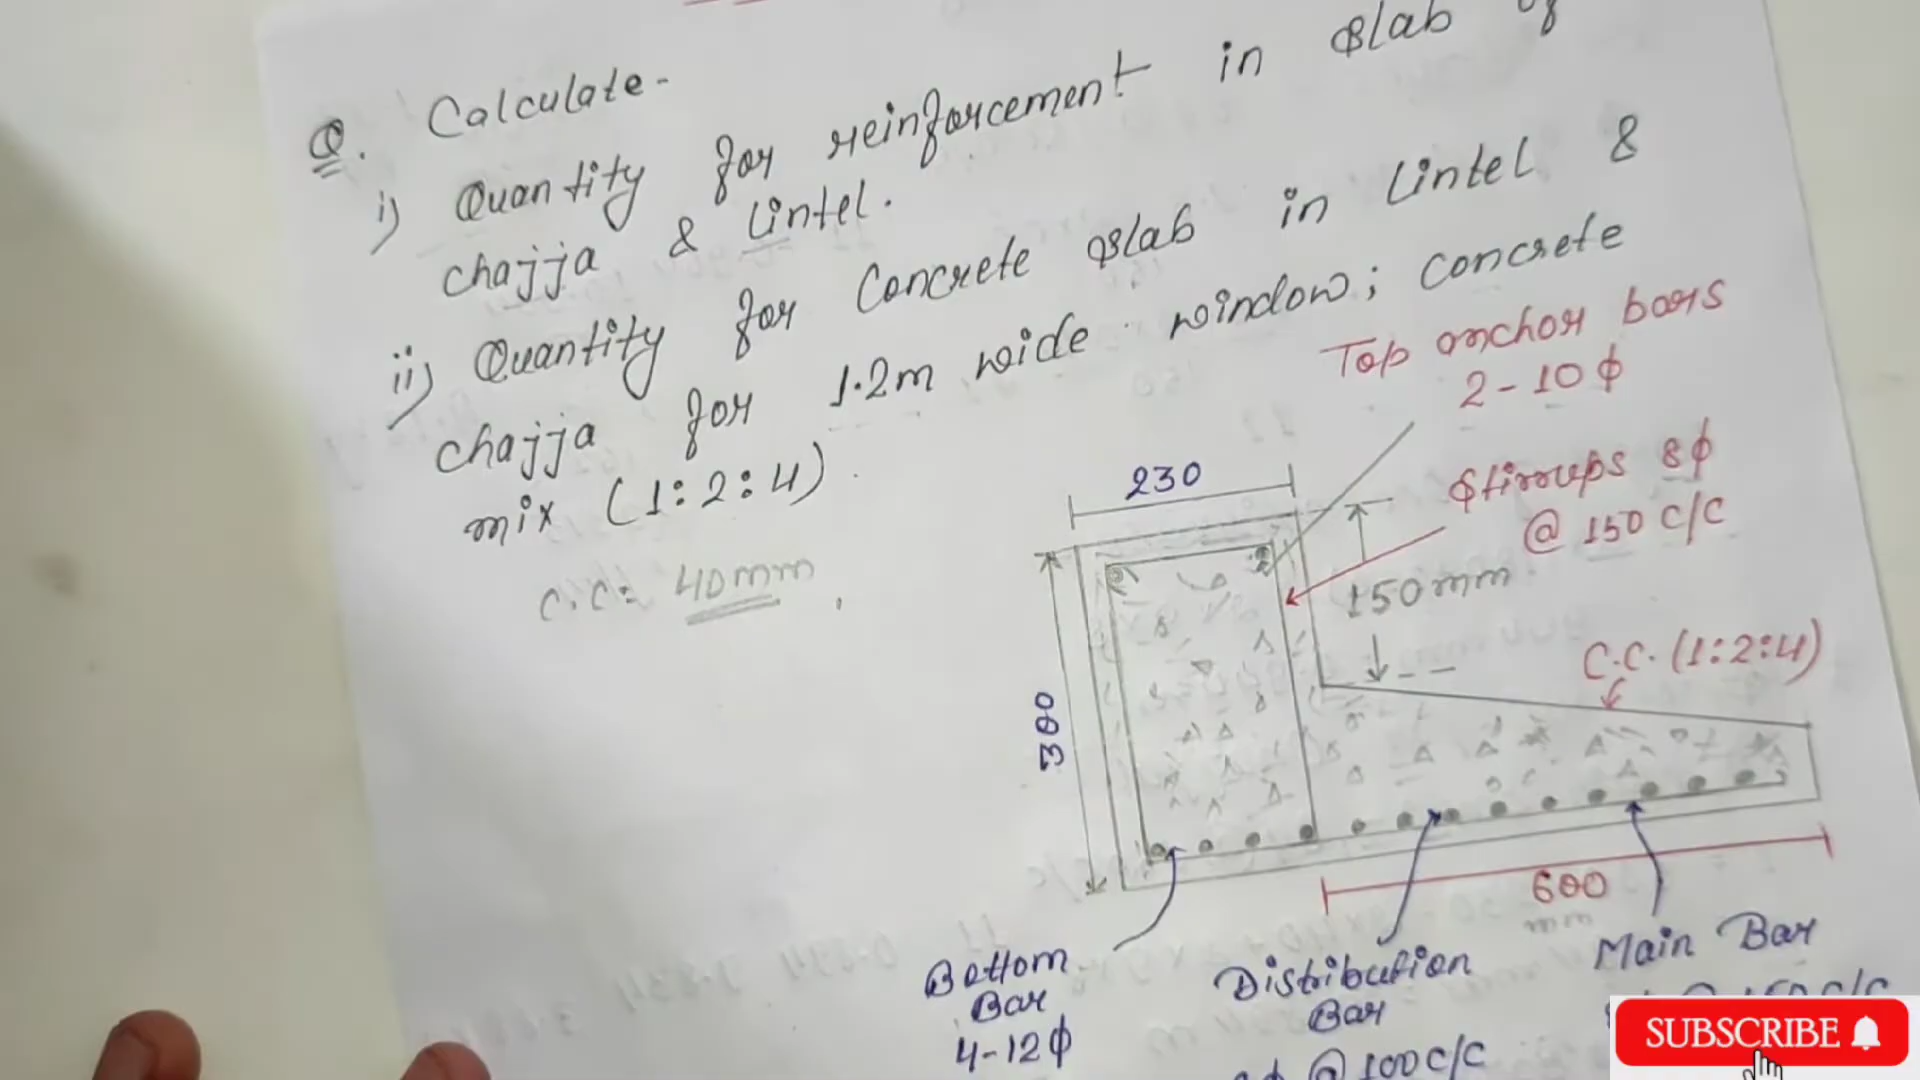 Q. Calculate-
i) Quantity for reinforcement in slab of
chajja & Lintel.
ii) Quantity for Concrete slab in Lintel &
chajja for 1.2m wide window; concrete
mix (1:2:4).
C.C: 40mm
Top anchor bars
2-10 ϕ
Stirrups 8ϕ
@ 150 C/C
230
150mm
C.C. (1:2:4)
300
600
mm
Bottom
Bar
4-12ϕ
Distribution
Bar
@ 100 C/C
Main Bar
SUBSCRIBE